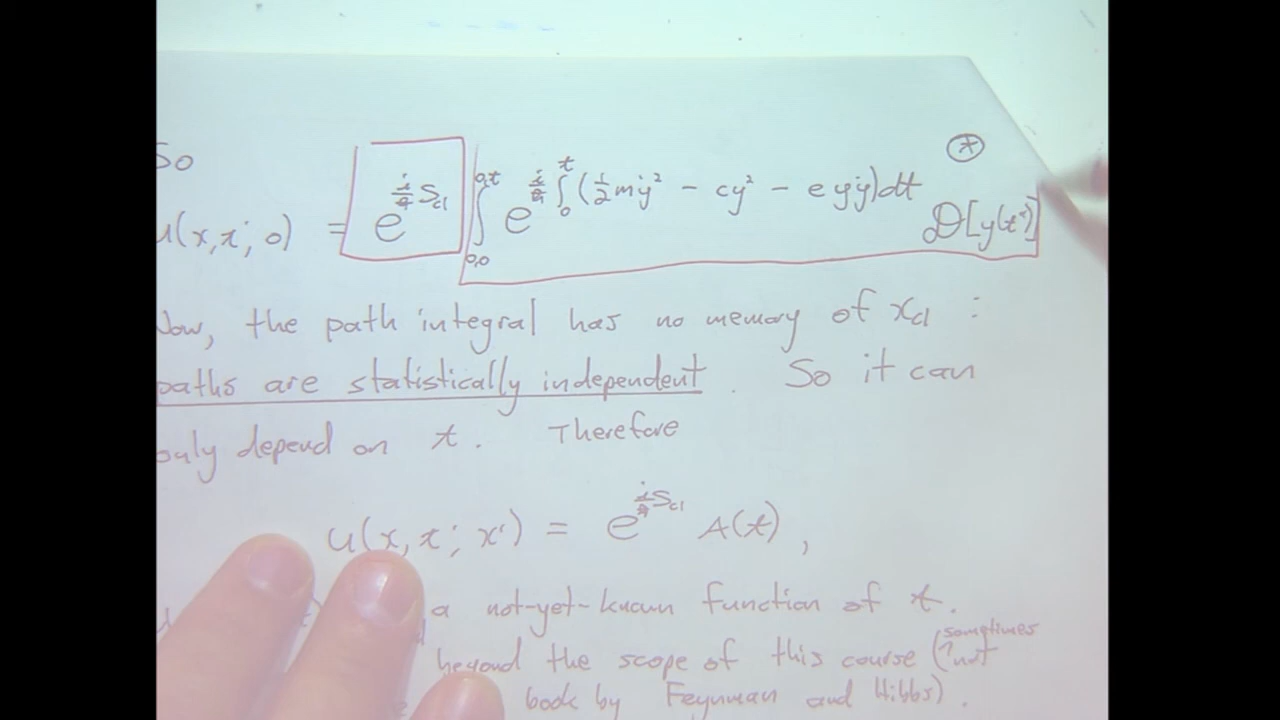 So ⊛
U(x,t; 0) = e^{i/ħ S_cl} ∫_{0,0}^{0,t} e^{i/ħ ∫_0^t (½mẏ² − cy² − eyẏ)dt} 𝒟[y(t')]
Now, the path integral has no memory of x_cl :
paths are statistically independent. So it can
only depend on t. Therefore
U(x,t; x') = e^{i/ħ S_cl} A(t),
a not-yet-known function of t.
sometimes
beyond the scope of this course (not
book by Feynman and Hibbs).